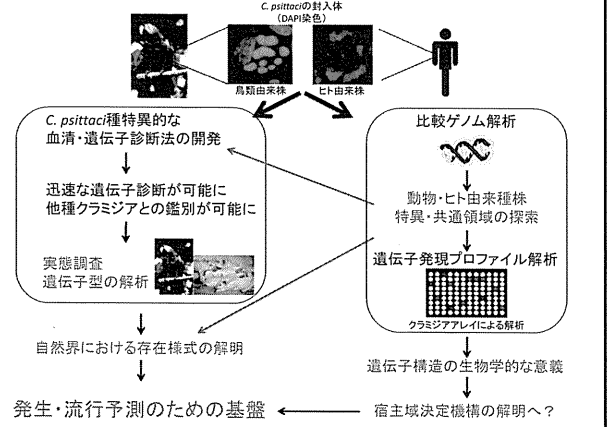 C. psittaciの封入体
(DAPI染色)
鳥類由来株
ヒト由来株
C. psittaci種特異的な
血清・遺伝子診断法の開発
迅速な遺伝子診断が可能に
他種クラミジアとの鑑別が可能に
実態調査
遺伝子型の解析
自然界における存在様式の解明
発生・流行予測のための基盤
比較ゲノム解析
動物・ヒト由来種株
特異・共通領域の探索
遺伝子発現プロファイル解析
クラミジアアレイによる解析
遺伝子構造の生物学的な意義
宿主域決定機構の解明へ?